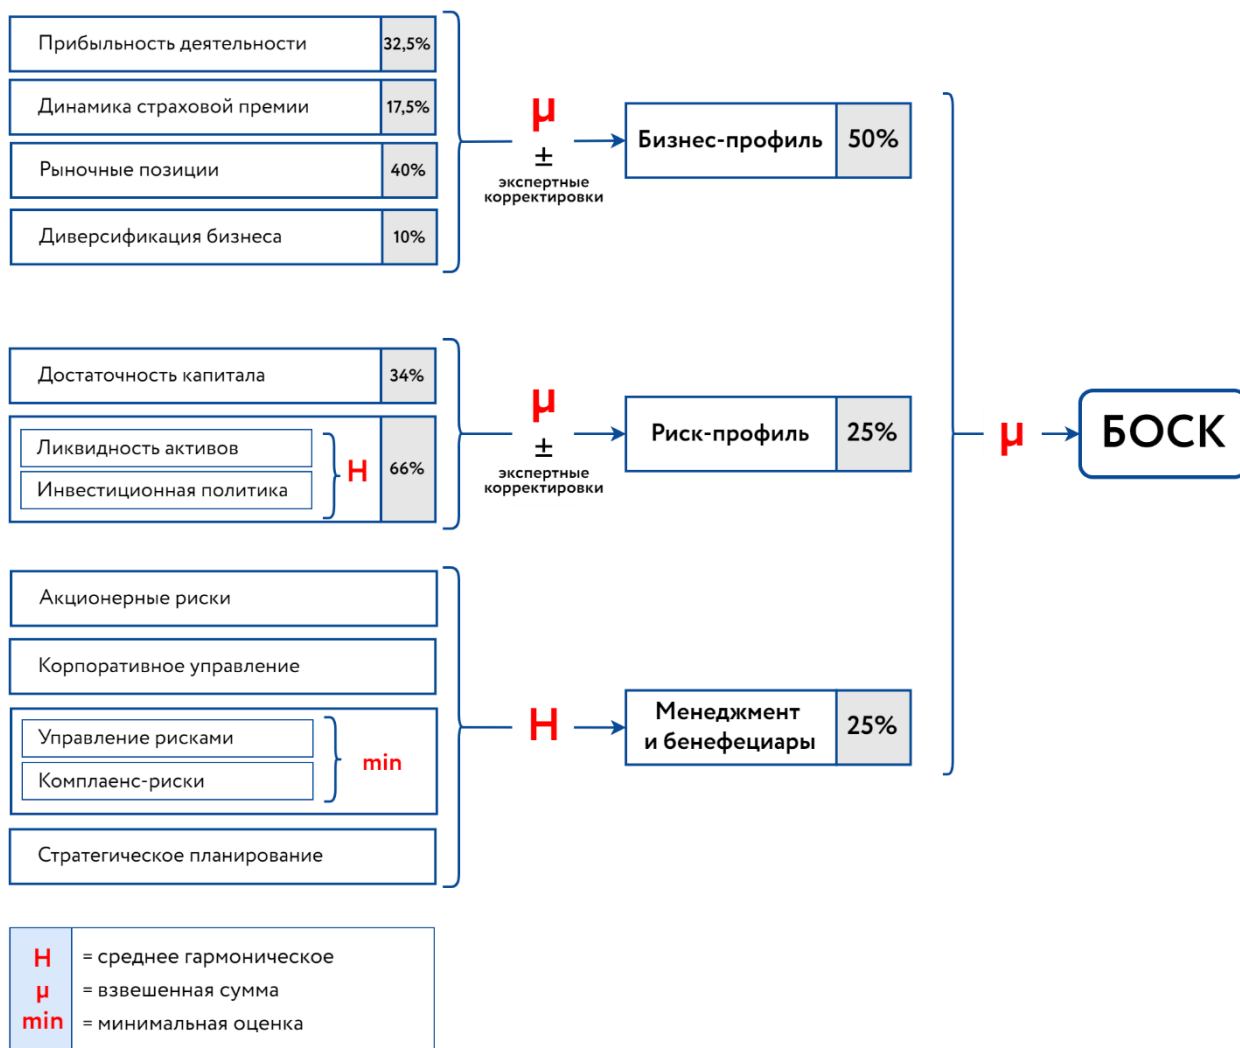 Прибыльность деятельности 32,5%
Динамика страховой премии 17,5%
Рыночные позиции 40%
Диверсификация бизнеса 10%
μ
±
экспертные
корректировки
Бизнес-профиль 50%
Достаточность капитала 34%
Ликвидность активов
Инвестиционная политика
H
66%
μ
±
экспертные
корректировки
Риск-профиль 25%
Акционерные риски
Корпоративное управление
Управление рисками
Комплаенс-риски
min
Стратегическое планирование
H
Менеджмент
и бенефециары
25%
μ
БОСК
H = среднее гармоническое
μ = взвешенная сумма
min = минимальная оценка